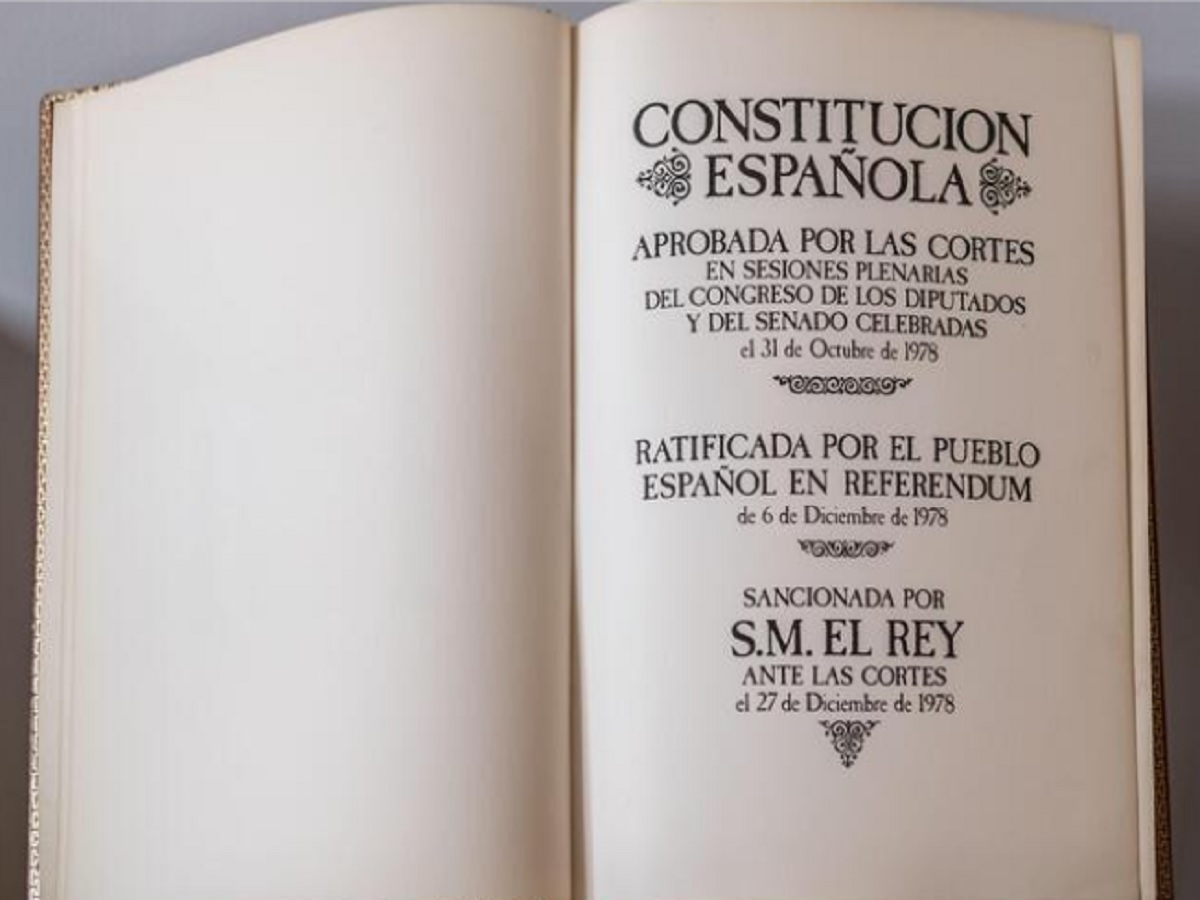 CONSTITUCION
ESPAÑOLA
APROBADA POR LAS CORTES
EN SESIONES PLENARIAS
DEL CONGRESO DE LOS DIPUTADOS
Y DEL SENADO CELEBRADAS
el 31 de Octubre de 1978
RATIFICADA POR EL PUEBLO
ESPAÑOL EN REFERENDUM
de 6 de Diciembre de 1978
SANCIONADA POR
S.M. EL REY
ANTE LAS CORTES
el 27 de Diciembre de 1978